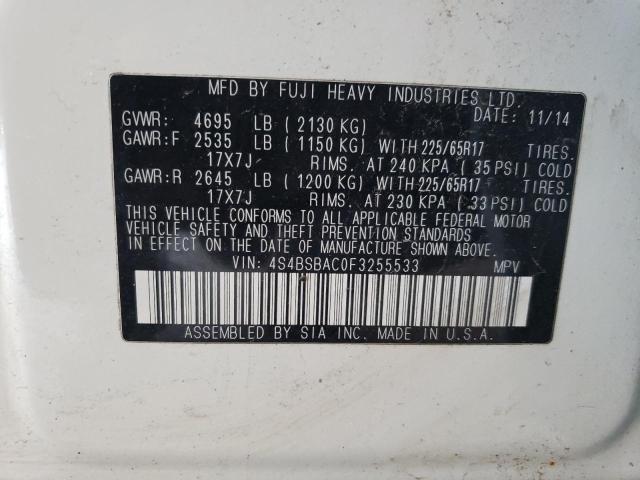 MFD BY FUJI HEAVY INDUSTRIES LTD.
DATE: 11/14
GVWR: 4695 LB ( 2130 KG)
GAWR:F 2535 LB ( 1150 KG) WITH 225/65R17 TIRES.
17X7J RIMS. AT 240 KPA ( 35 PSI) COLD
GAWR:R 2645 LB ( 1200 KG) WITH 225/65R17 TIRES.
17X7J RIMS. AT 230 KPA ( 33 PSI) COLD
THIS VEHICLE CONFORMS TO ALL APPLICABLE FEDERAL MOTOR
VEHICLE SAFETY AND THEFT PREVENTION STANDARDS
IN EFFECT ON THE DATE OF MANUFACTURE SHOWN ABOVE.
VIN: 4S4BSBAC0F3255533 MPV
ASSEMBLED BY SIA INC. MADE IN U.S.A.